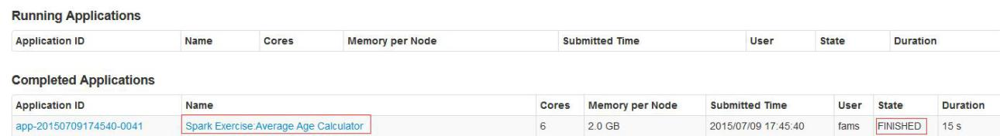 Running Applications
Application ID Name Cores Memory per Node Submitted Time User State Duration
Completed Applications
Application ID Name Cores Memory per Node Submitted Time User State Duration
app-20150709174540-0041 Spark Exercise:Average Age Calculator 6 2.0 GB 2015/07/09 17:45:40 fams FINISHED 15 s